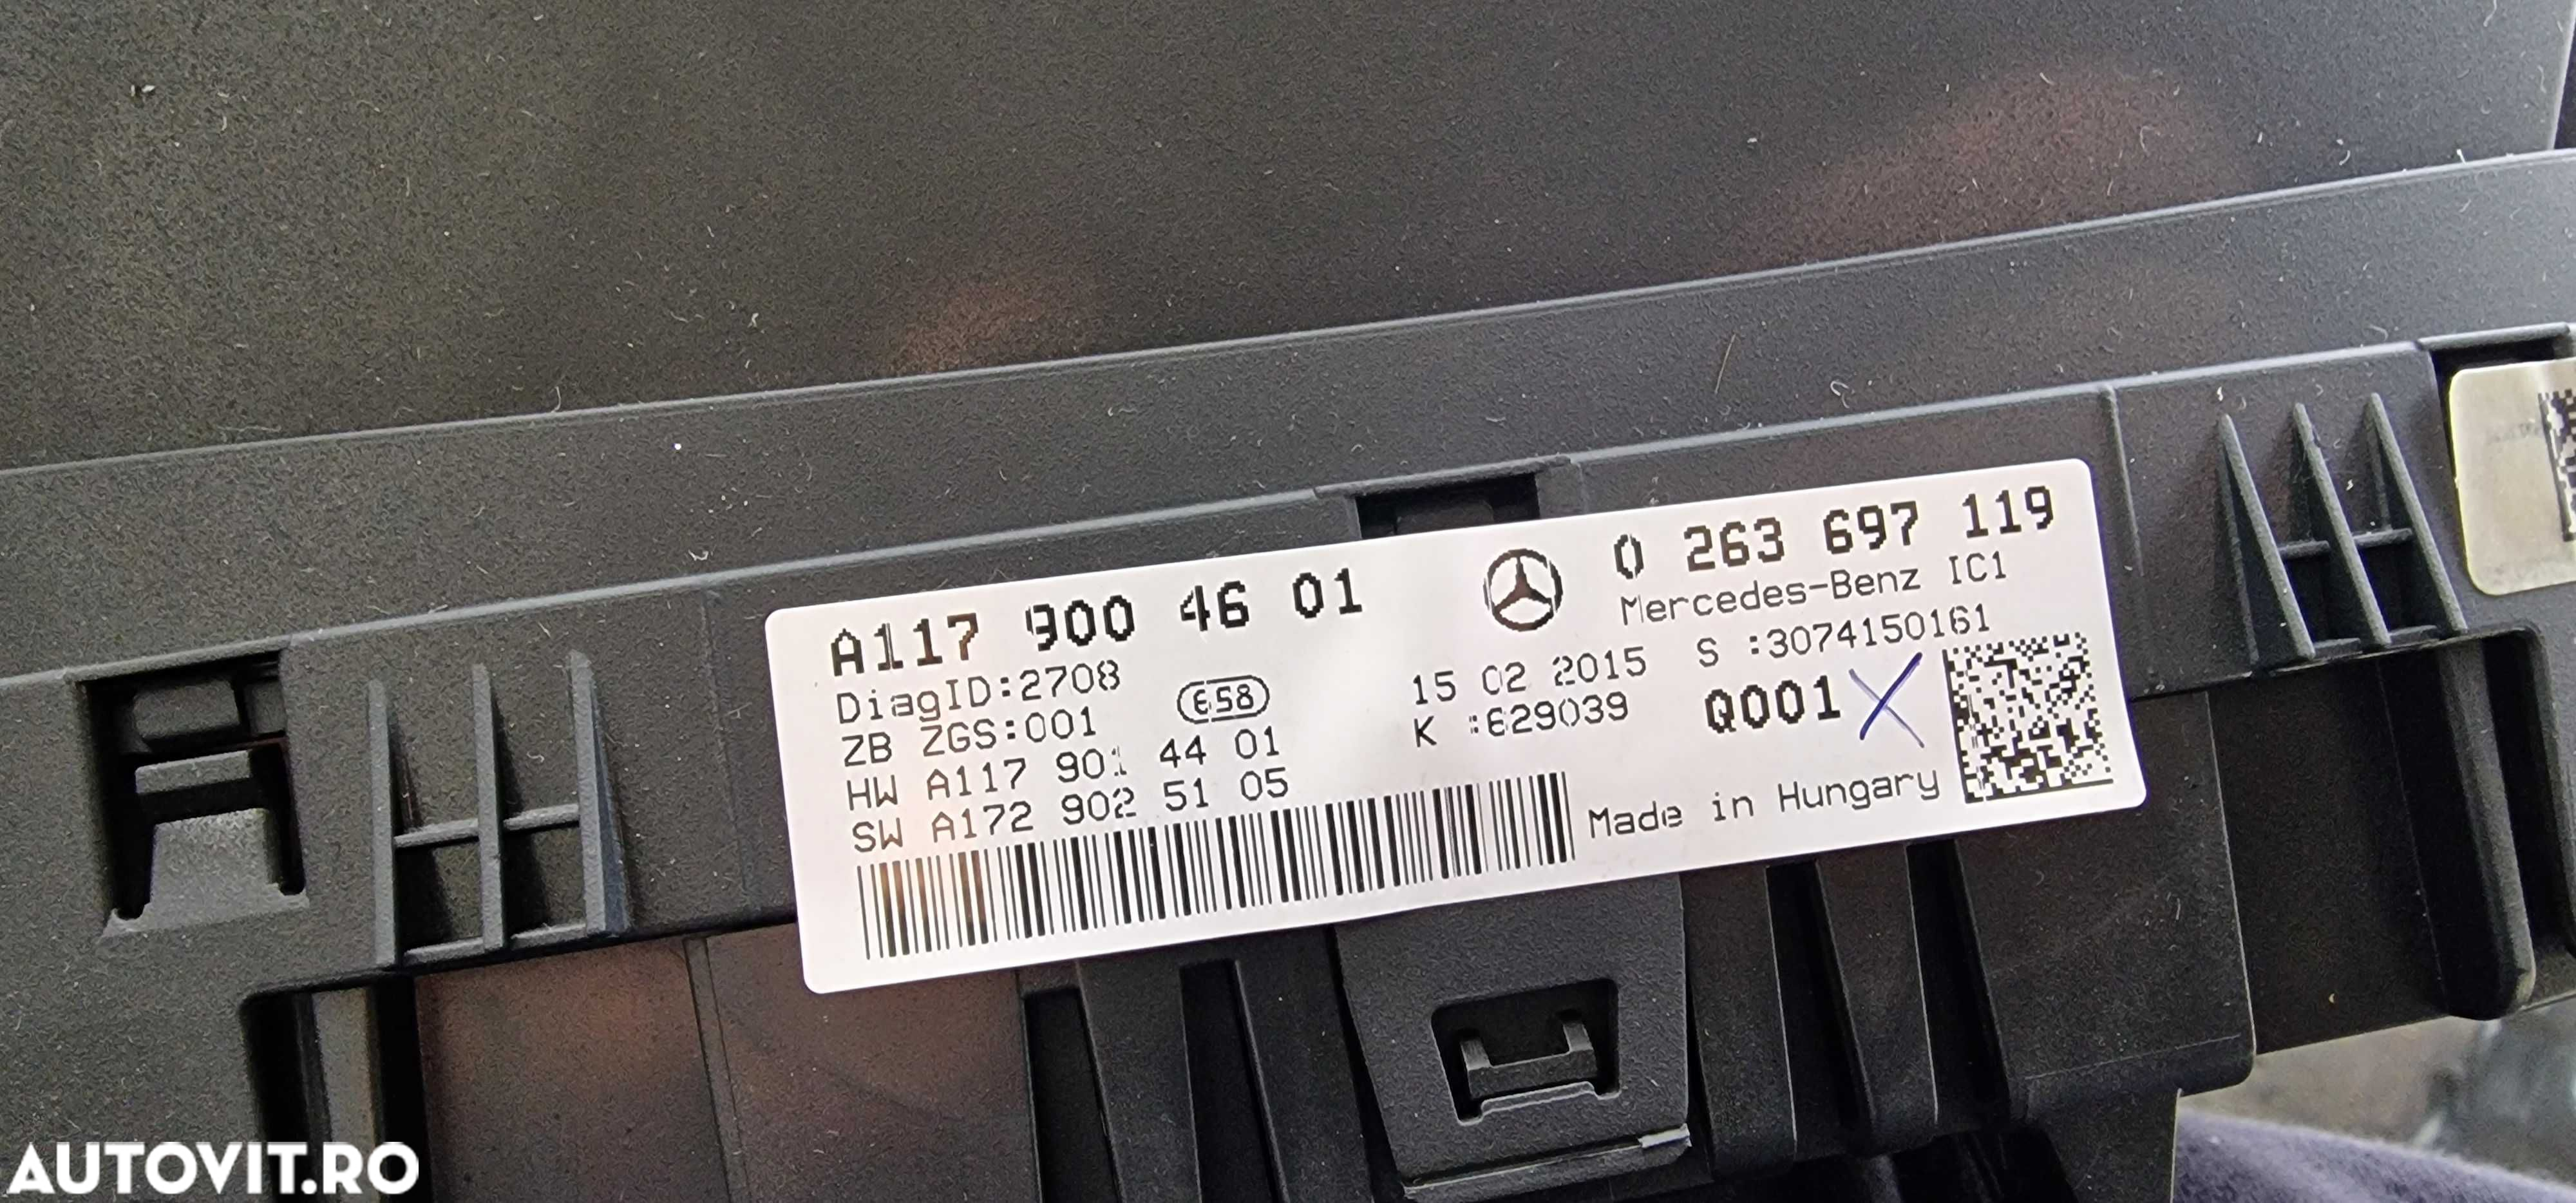 A117 900 46 01
DiagID:2708
ZB ZGS:001
E58
HW A117 901 44 01
SW A172 902 51 05
0 263 697 119
Mercedes-Benz IC1
15 02 2015 S :3074150161
K :629039 Q001
Made in Hungary
AUTOVIT.RO